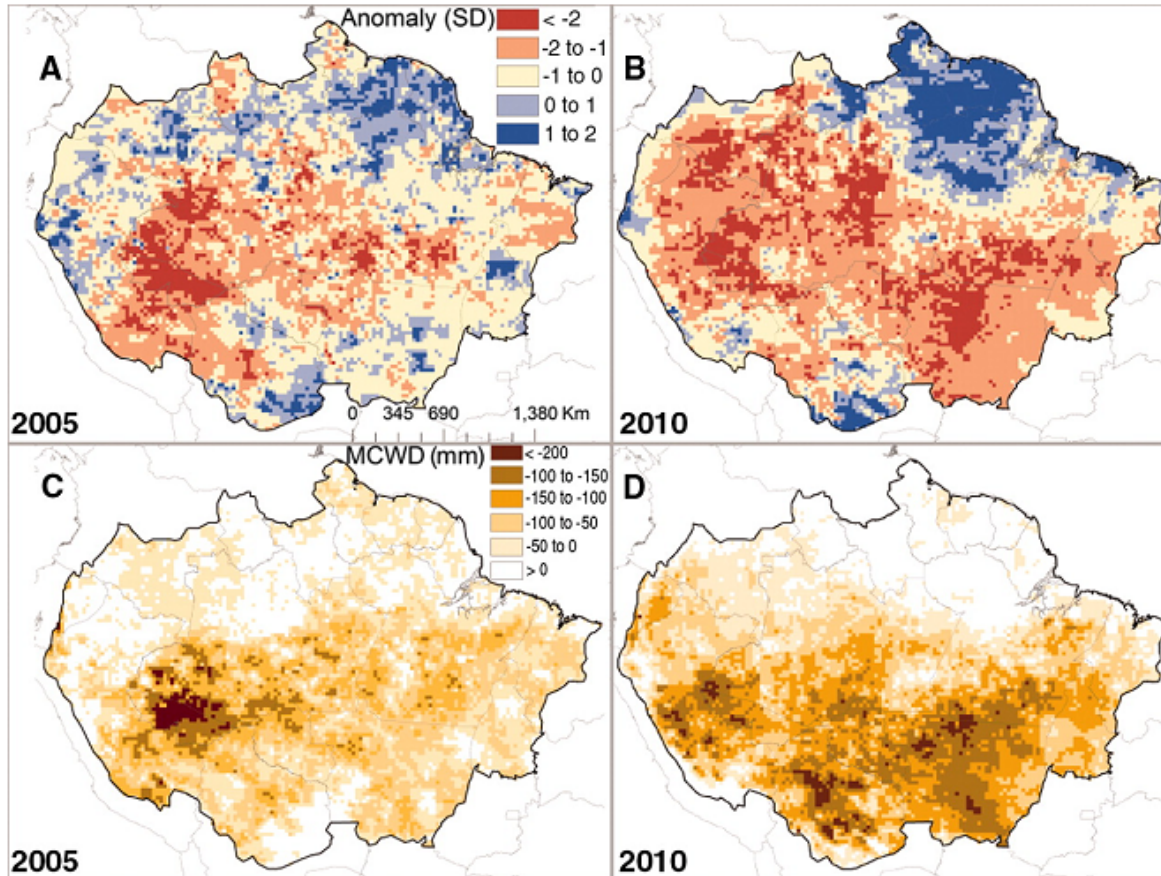 Anomaly (SD)
< -2
-2 to -1
-1 to 0
0 to 1
1 to 2
A
2005
0 345 690 1,380 Km
B
2010
MCWD (mm)
< -200
-100 to -150
-150 to -100
-100 to -50
-50 to 0
> 0
C
2005
D
2010